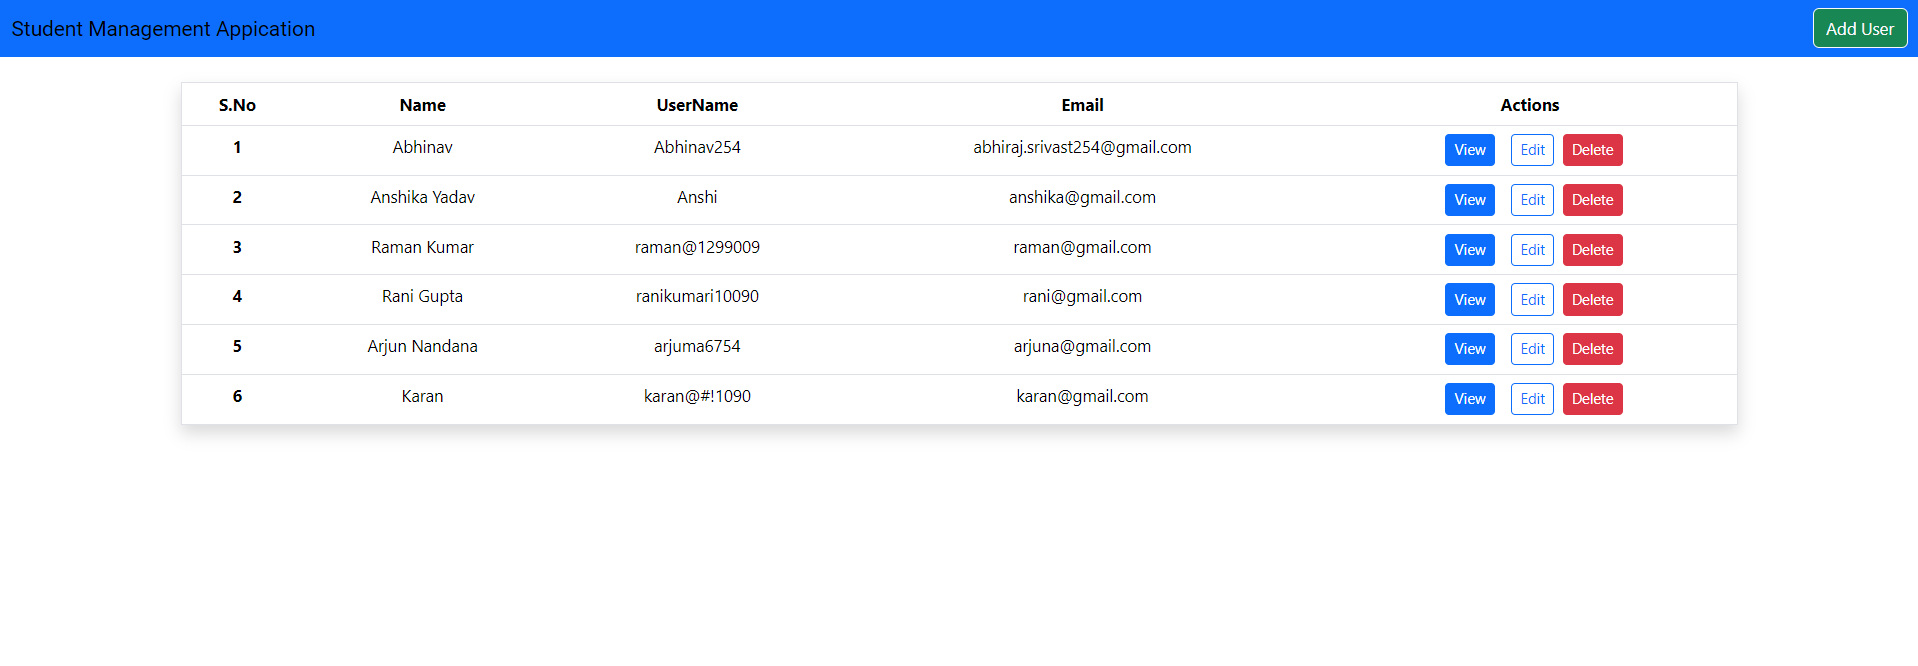 Student Management Appication
Add User
S.No Name UserName Email Actions
1 Abhinav Abhinav254 abhiraj.srivast254@gmail.com View Edit Delete
2 Anshika Yadav Anshi anshika@gmail.com View Edit Delete
3 Raman Kumar raman@1299009 raman@gmail.com View Edit Delete
4 Rani Gupta ranikumari10090 rani@gmail.com View Edit Delete
5 Arjun Nandana arjuma6754 arjuna@gmail.com View Edit Delete
6 Karan karan@#!1090 karan@gmail.com View Edit Delete